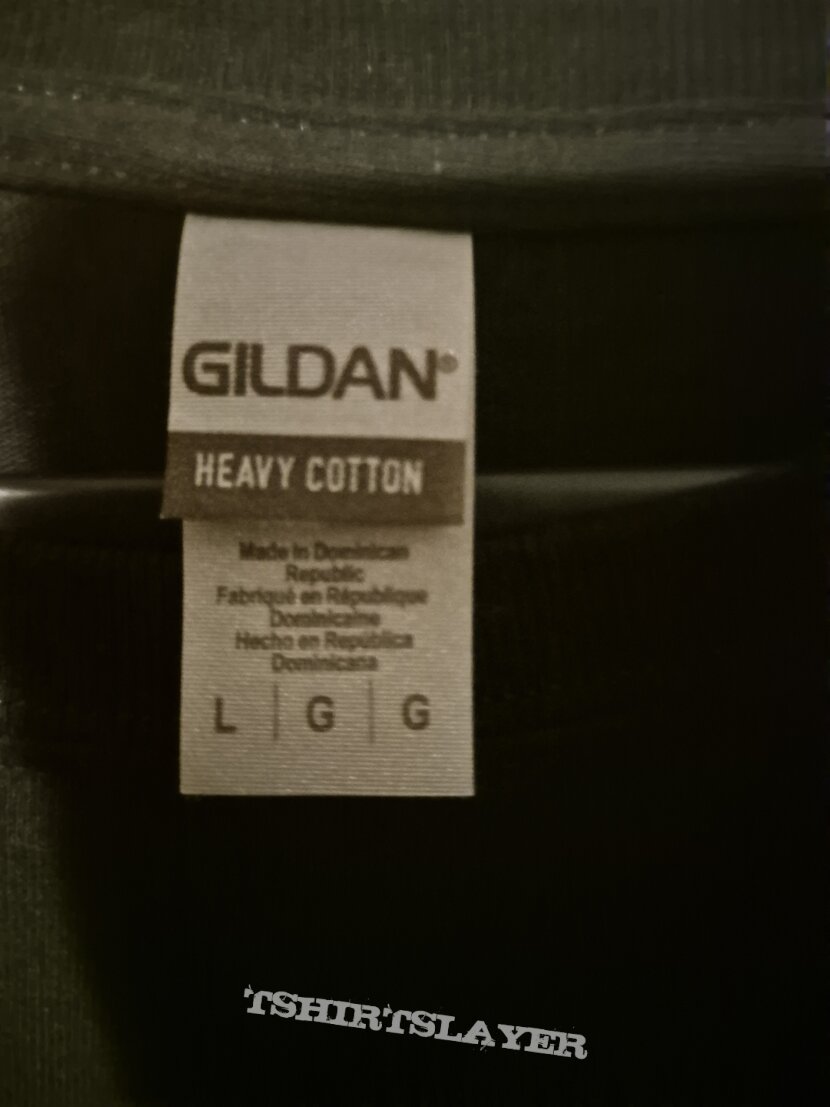 GILDAN®
HEAVY COTTON
Made in Dominican
Republic
Fabriqué en République
Dominicaine
Hecho en República
Dominicana
L | G | G
TSHIRTSLAYER